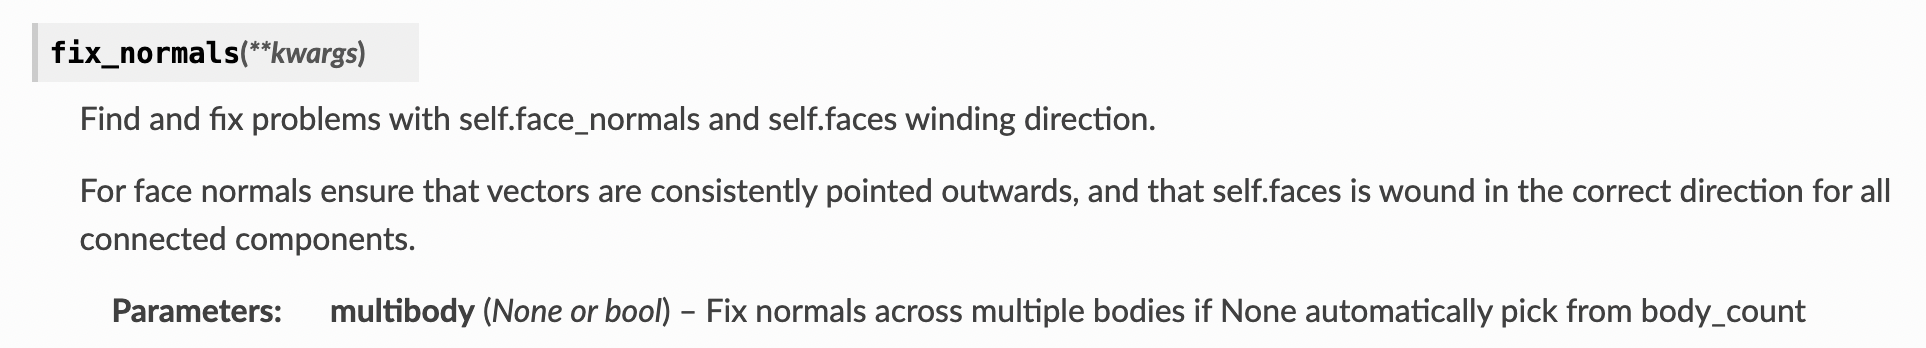 fix_normals(**kwargs)
Find and fix problems with self.face_normals and self.faces winding direction.
For face normals ensure that vectors are consistently pointed outwards, and that self.faces is wound in the correct direction for all
connected components.
Parameters: multibody (None or bool) – Fix normals across multiple bodies if None automatically pick from body_count